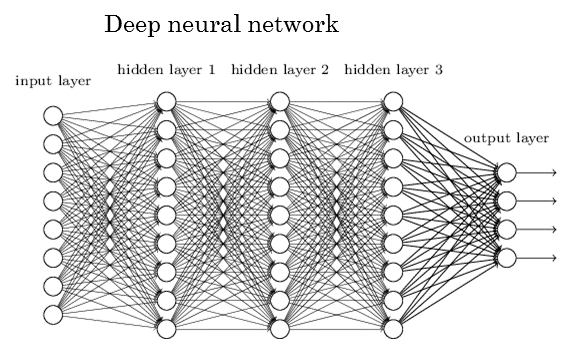 Deep neural network
input layer
hidden layer 1
hidden layer 2
hidden layer 3
output layer